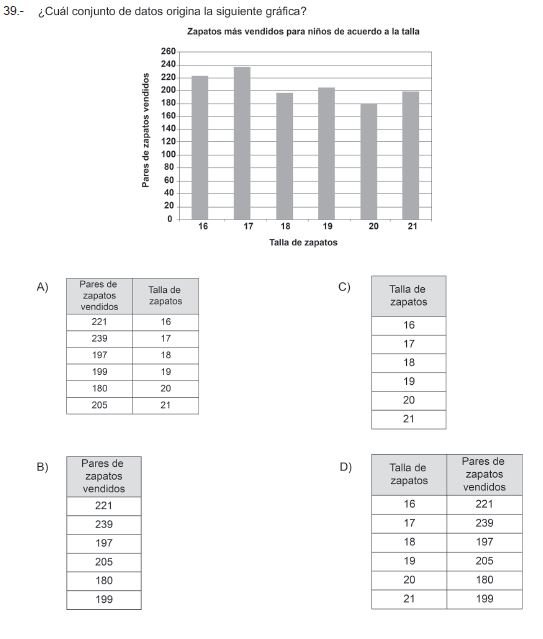 39.- ¿Cuál conjunto de datos origina la siguiente gráfica?
Zapatos más vendidos para niños de acuerdo a la talla
Pares de zapatos vendidos
260
240
220
200
180
160
140
120
100
80
60
40
20
0
16 17 18 19 20 21
Talla de zapatos
A)
Pares de zapatos vendidos Talla de zapatos
221 16
239 17
197 18
199 19
180 20
205 21
C)
Talla de zapatos
16
17
18
19
20
21
B)
Pares de zapatos vendidos
221
239
197
205
180
199
D)
Talla de zapatos Pares de zapatos vendidos
16 221
17 239
18 197
19 205
20 180
21 199